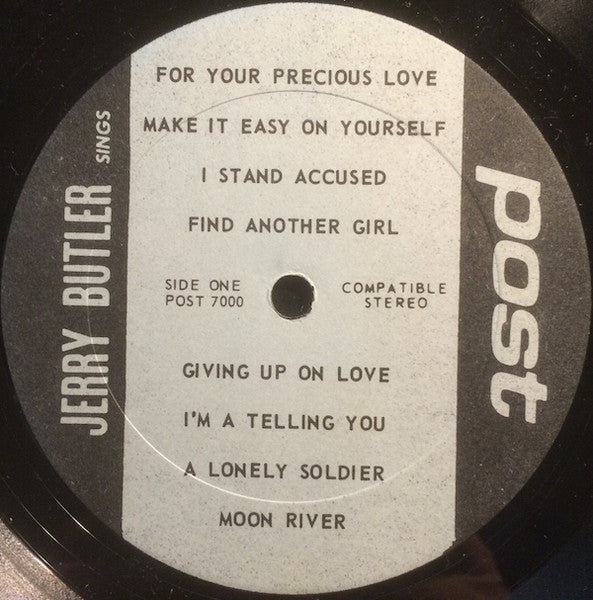 JERRY BUTLER SINGS
FOR YOUR PRECIOUS LOVE
MAKE IT EASY ON YOURSELF
I STAND ACCUSED
FIND ANOTHER GIRL
SIDE ONE
POST 7000
COMPATIBLE
STEREO
GIVING UP ON LOVE
I'M A TELLING YOU
A LONELY SOLDIER
MOON RIVER
post